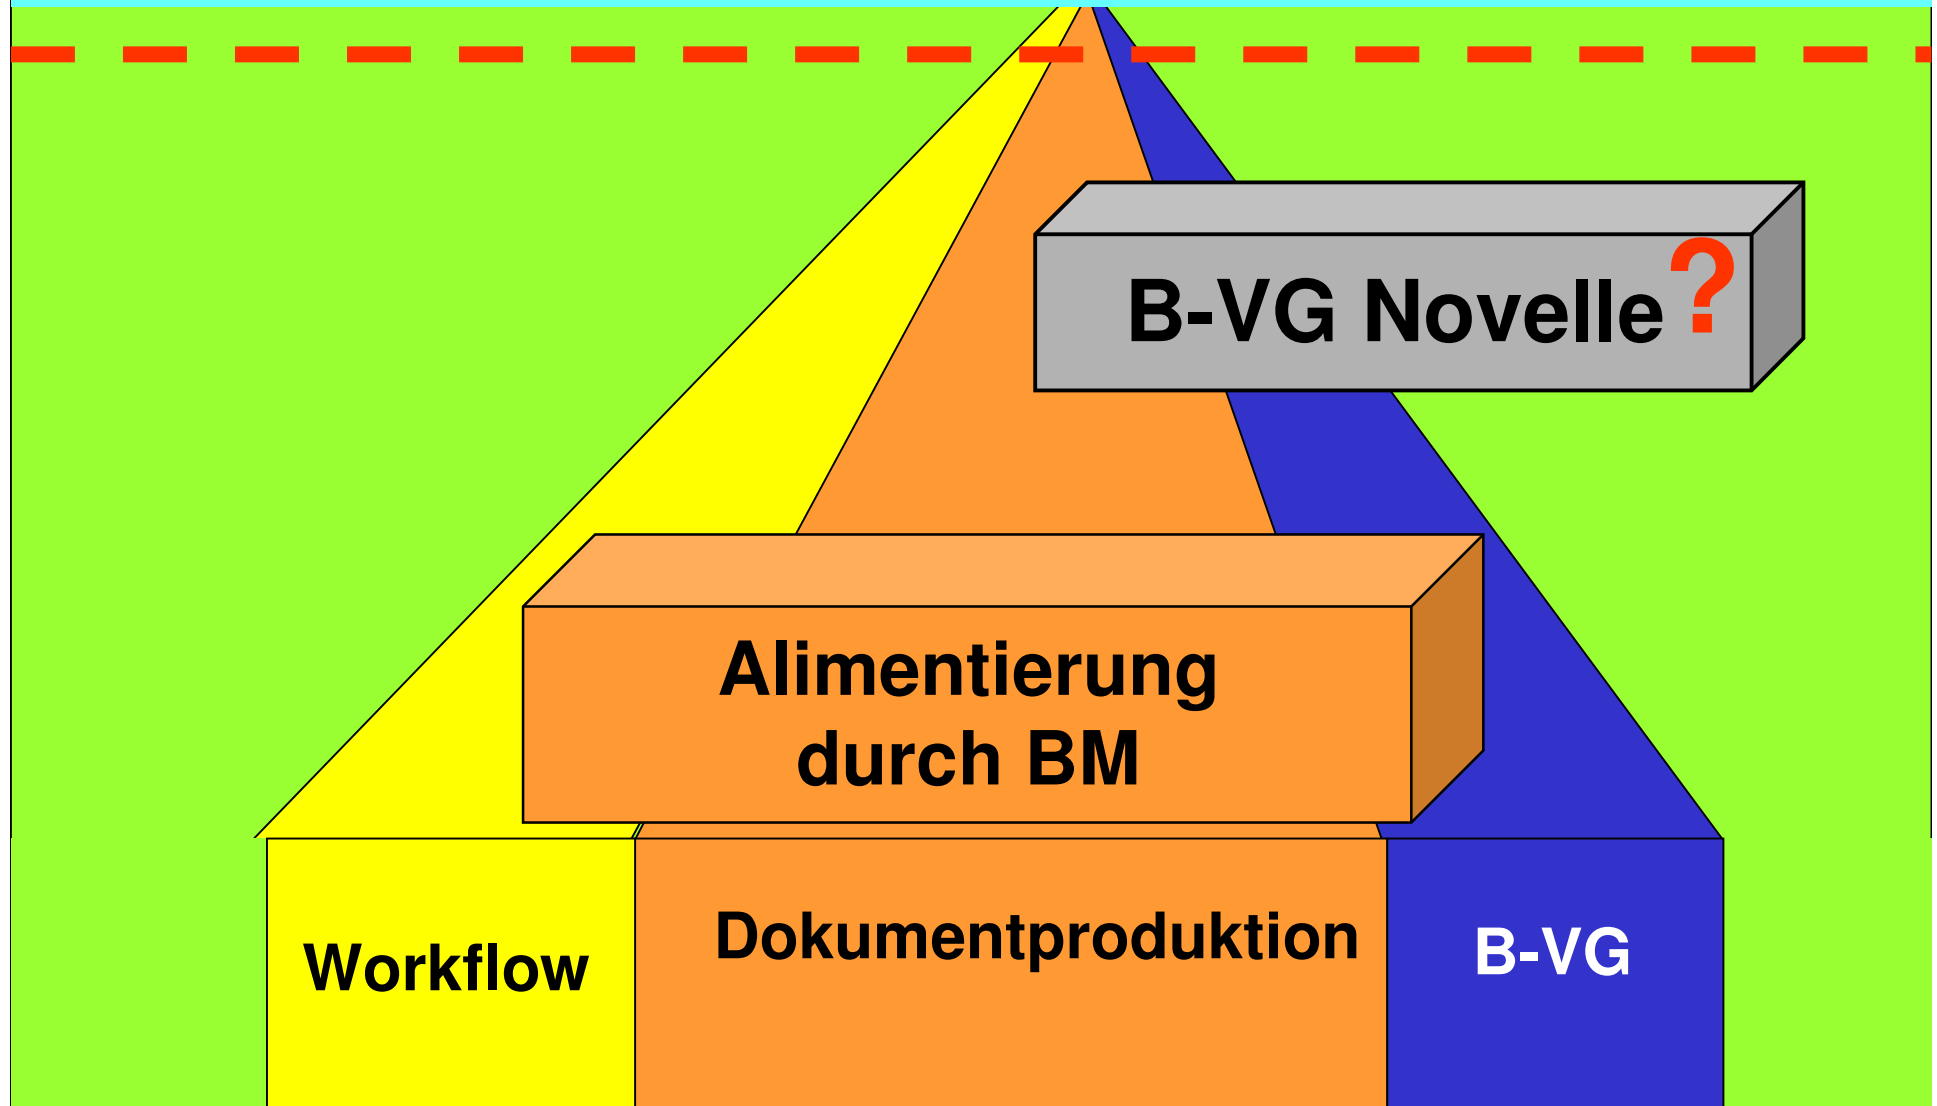 B-VG Novelle?
Alimentierung
durch BM
Workflow
Dokumentproduktion
B-VG